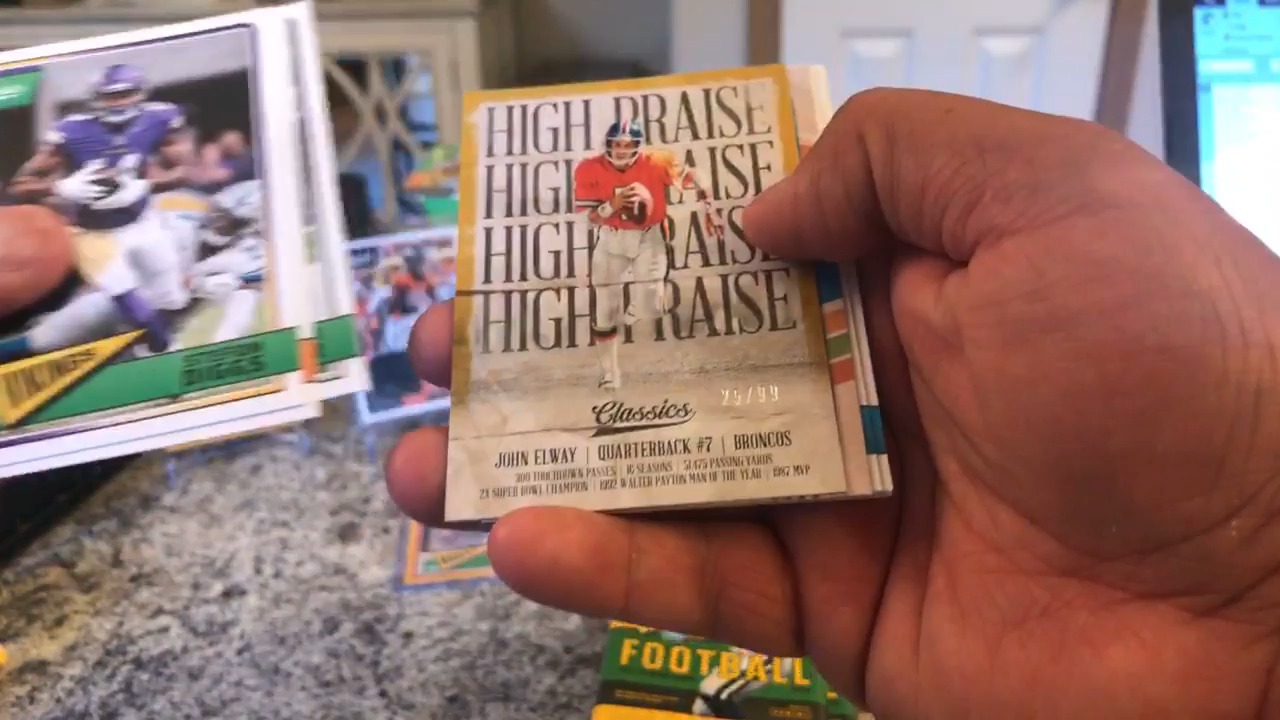 HIGH PRAISE
HIGH PRAISE
HIGH PRAISE
HIGH PRAISE
Classics
25/99
JOHN ELWAY | QUARTERBACK #7 | BRONCOS
300 TOUCHDOWN PASSES | 16 SEASONS | 51,475 PASSING YARDS
2X SUPER BOWL CHAMPION | 1992 WALTER PAYTON MAN OF THE YEAR | 1987 MVP
VIKINGS
DIGGS
FOOTBALL